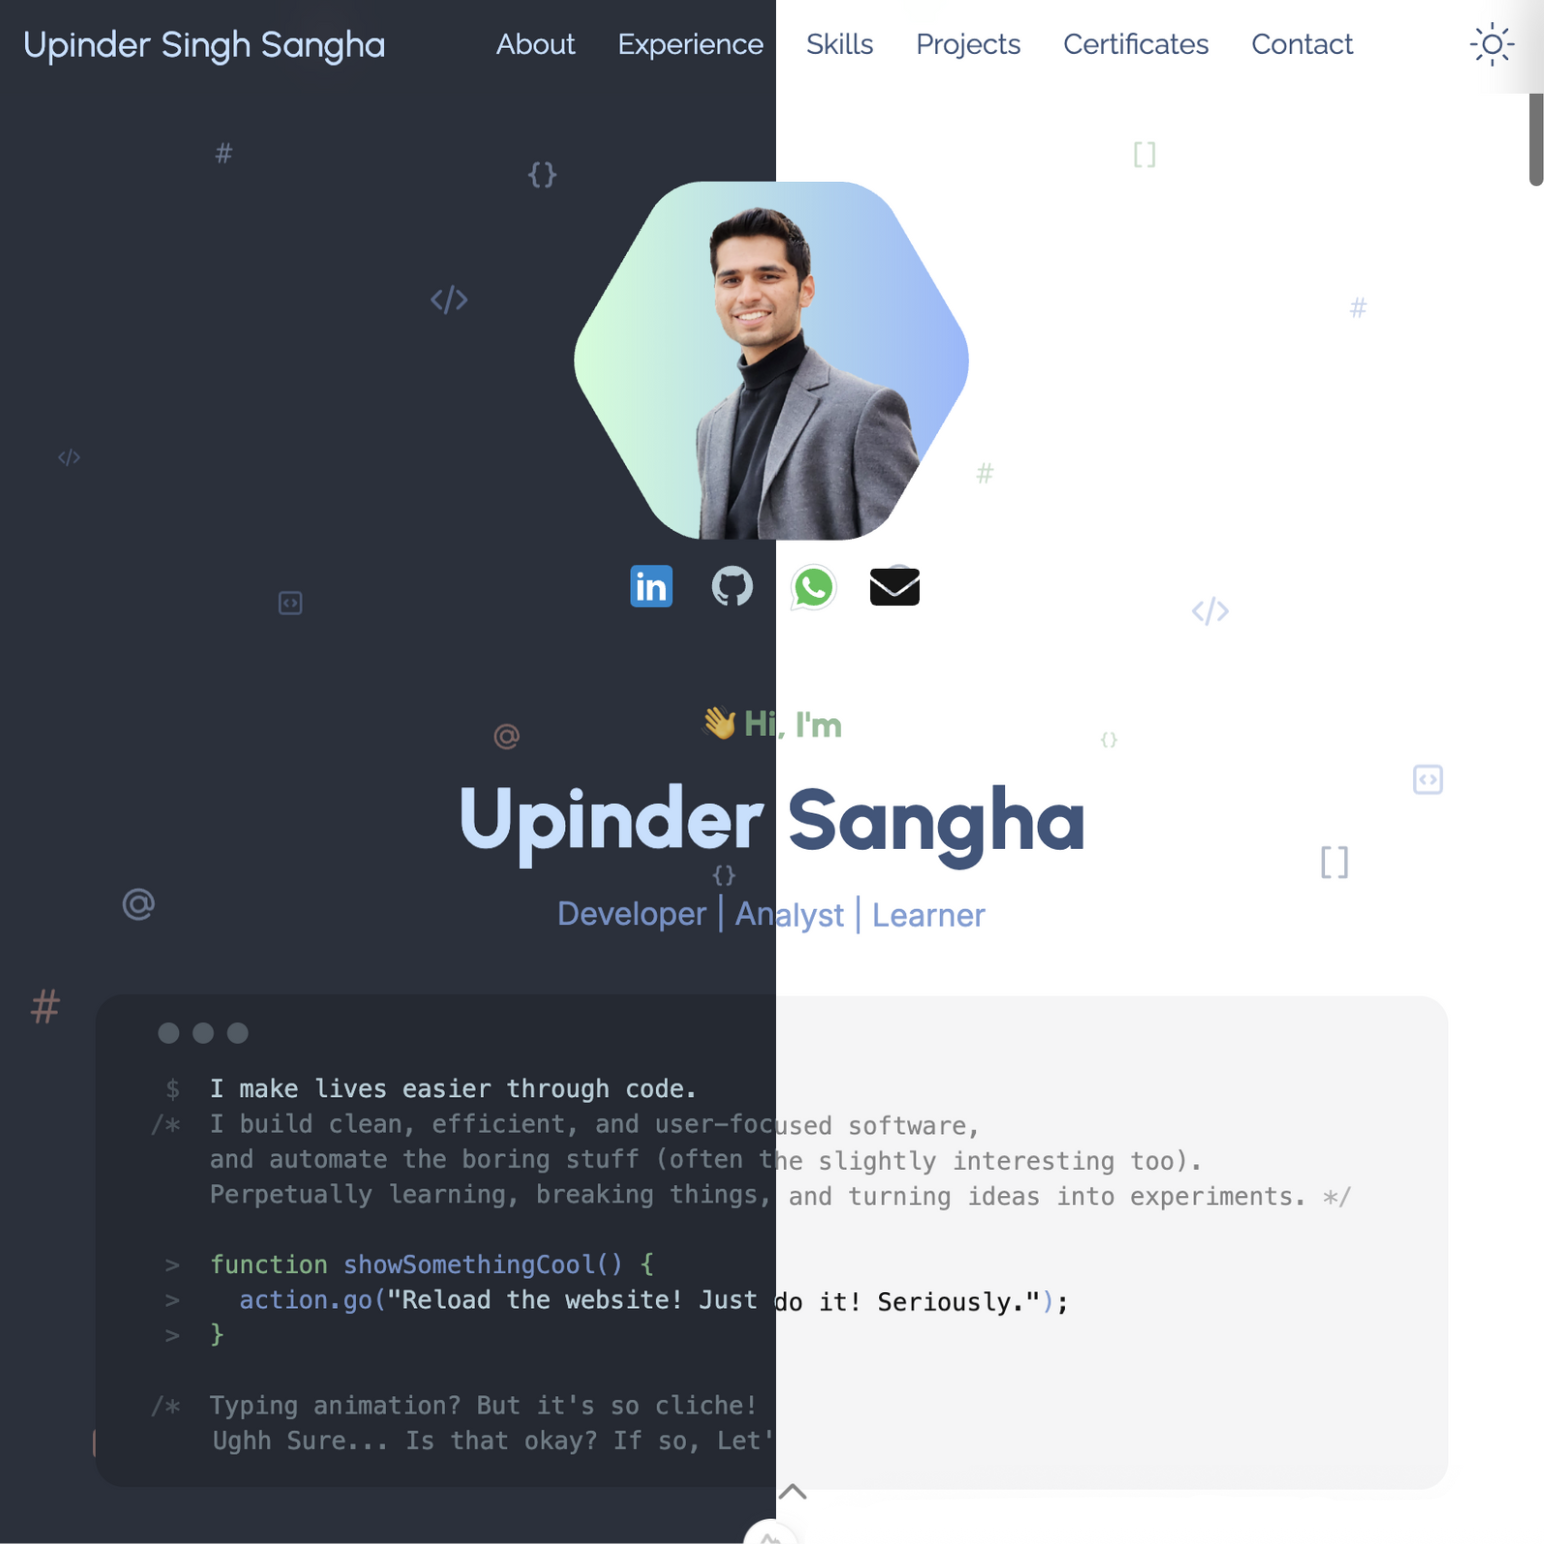 Upinder Singh Sangha About Experience Skills Projects Certificates Contact
#
{}
[]
</>
#
</>
#
in
</>
👋 Hi, I'm
@
{}
Upinder Sangha
{}
[]
@
Developer | Analyst | Learner
#
$ I make lives easier through code.
/* I build clean, efficient, and user-focused software,
and automate the boring stuff (often the slightly interesting too).
Perpetually learning, breaking things, and turning ideas into experiments. */
> function showSomethingCool() {
> action.go("Reload the website! Just do it! Seriously.");
> }
/* Typing animation? But it's so cliche!
Ughh Sure... Is that okay? If so, Let'